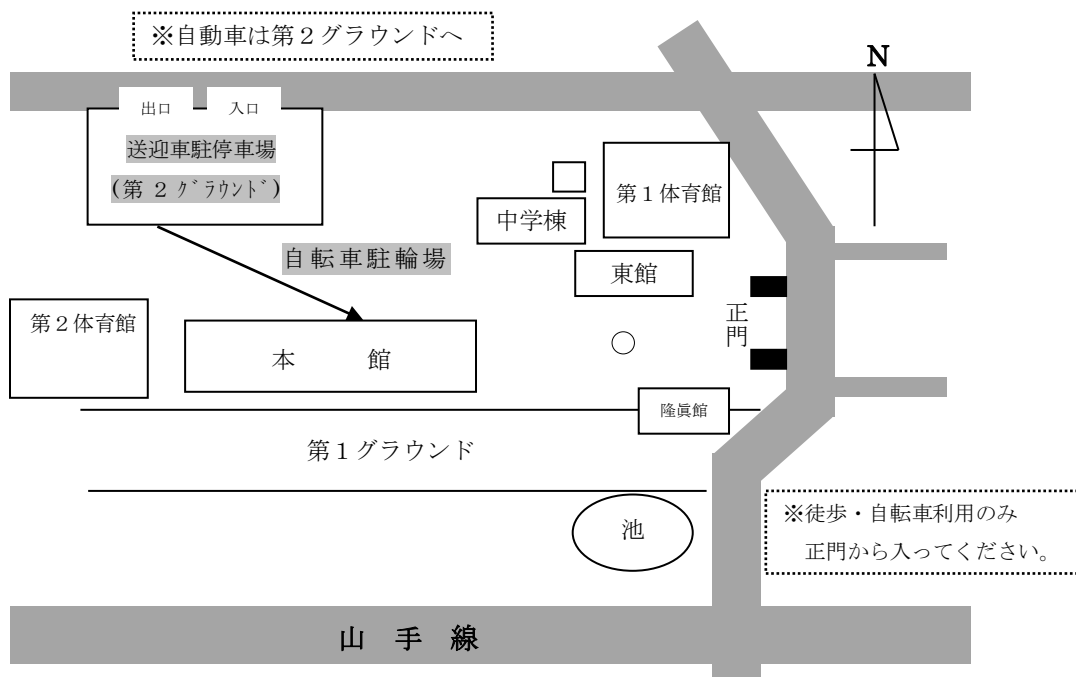 ※自動車は第２グラウンドへ
N
出口
入口
送迎車駐停車場
(第２ｸﾞﾗｳﾝﾄﾞ)
第１体育館
中学棟
自転車駐輪場
東館
正門
第２体育館
本　館
隆眞館
第１グラウンド
※徒歩・自転車利用のみ
正門から入ってください。
池
山手線